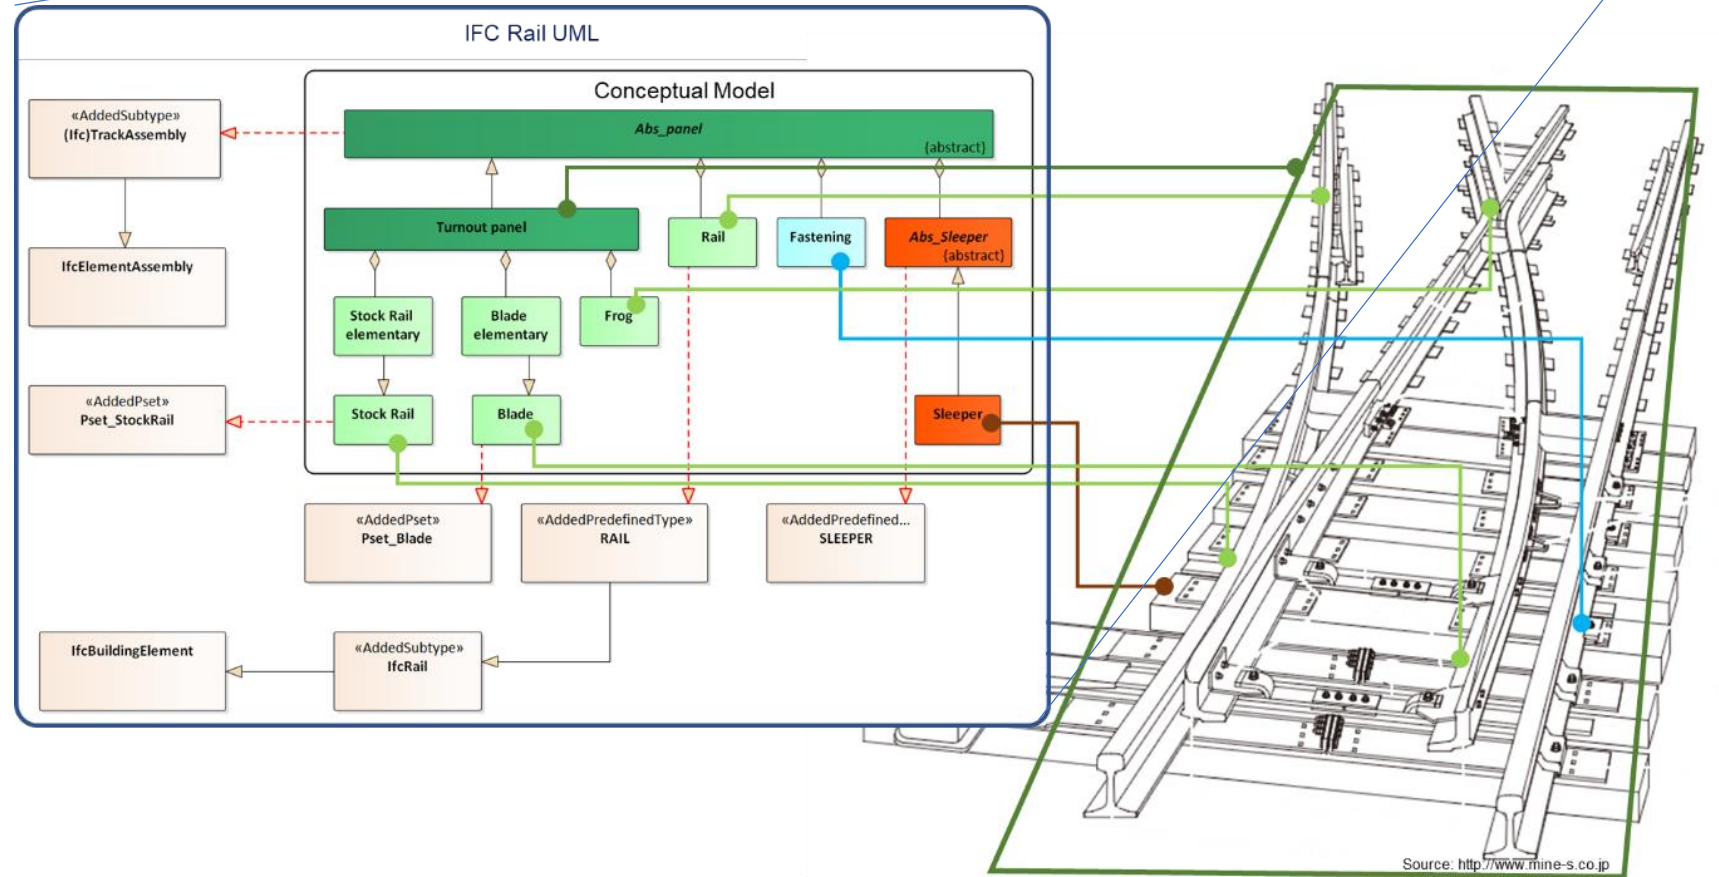 IFC Rail UML
Conceptual Model
«AddedSubtype»
(Ifc)TrackAssembly
Abs_panel
{abstract}
Turnout panel
Rail
Fastening
Abs_Sleeper
{abstract}
IfcElementAssembly
Stock Rail
elementary
Blade
elementary
Frog
«AddedPset»
Pset_StockRail
Stock Rail
Blade
Sleeper
«AddedPset»
Pset_Blade
«AddedPredefinedType»
RAIL
«AddedPredefined...
SLEEPER
IfcBuildingElement
«AddedSubtype»
IfcRail
Source: http://www.mine-s.co.jp